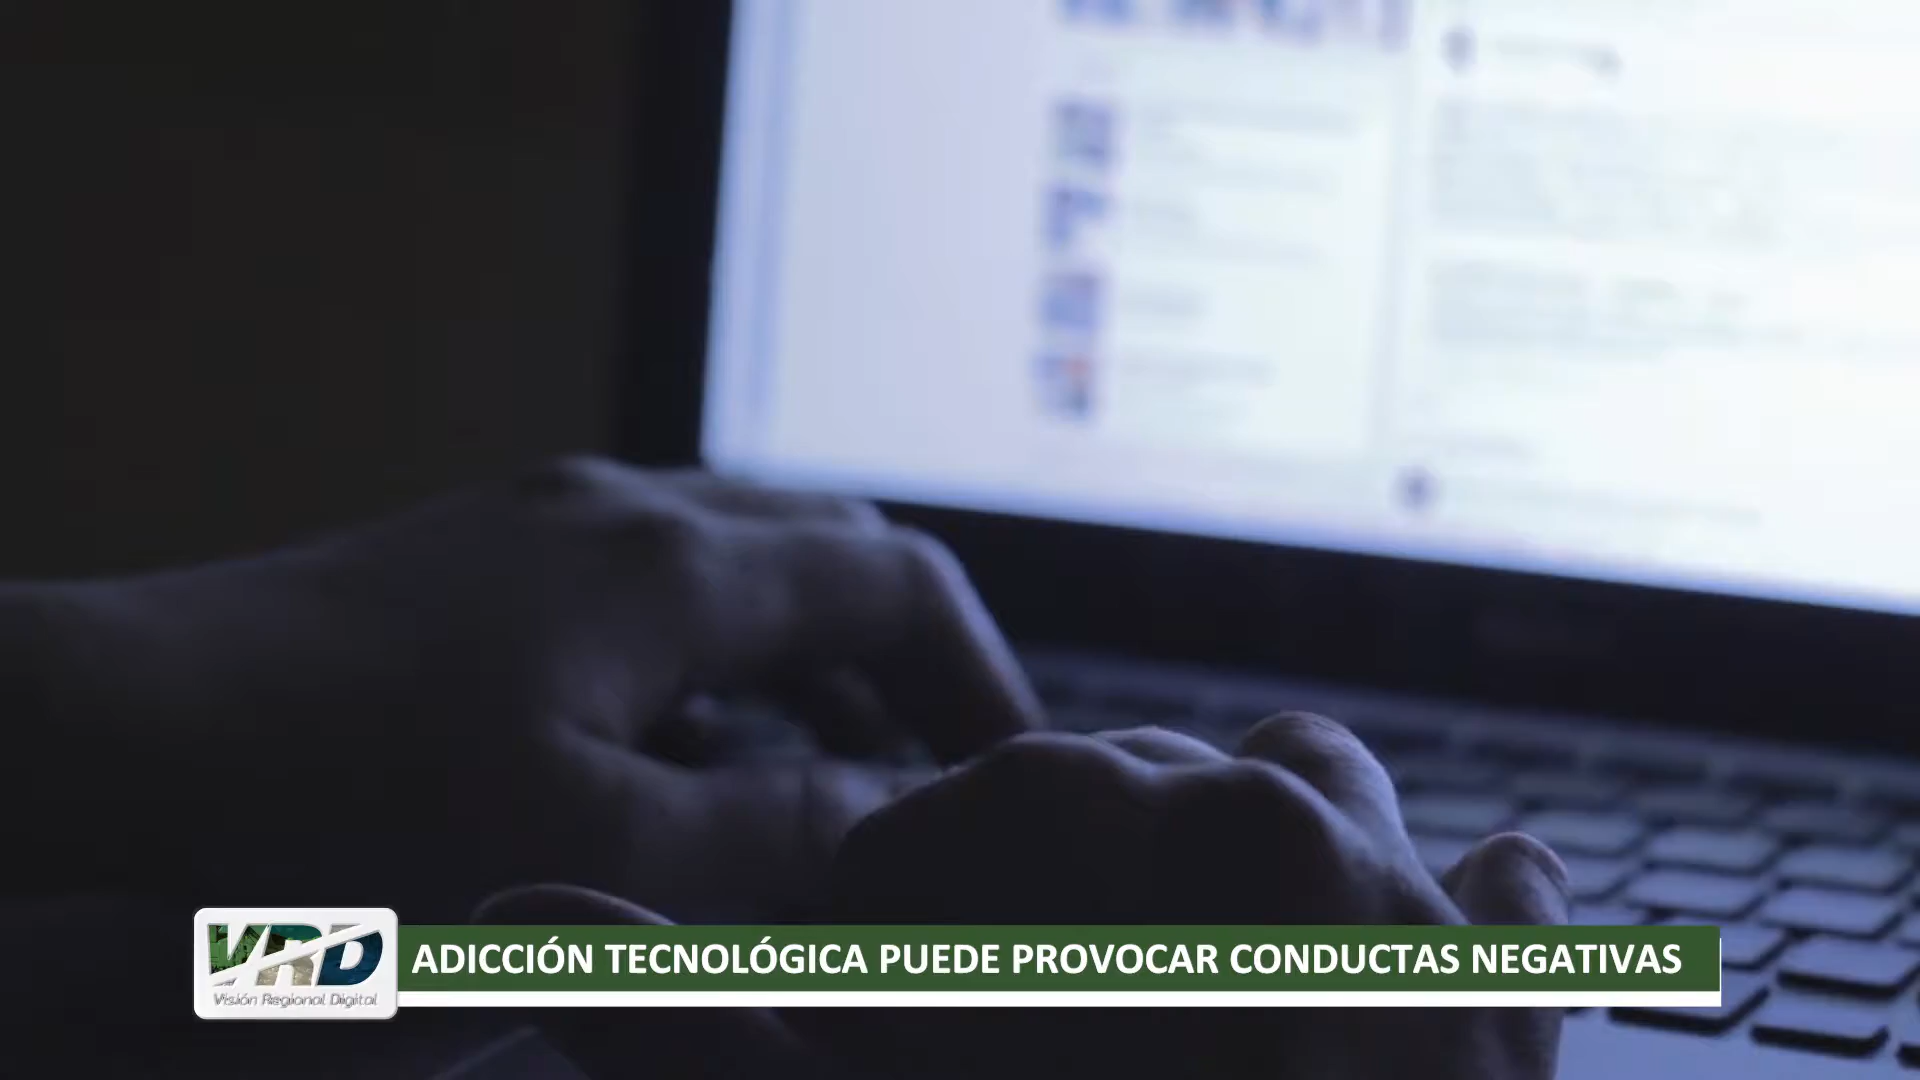 VRD
Visión Regional Digital
ADICCIÓN TECNOLÓGICA PUEDE PROVOCAR CONDUCTAS NEGATIVAS